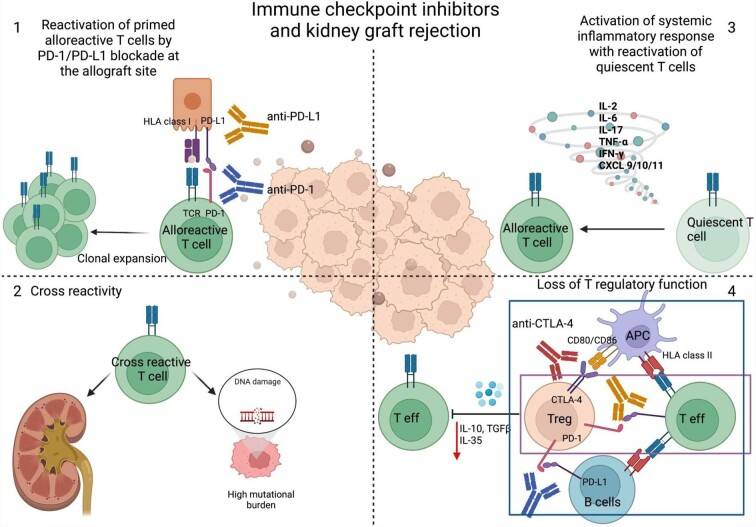 Immune checkpoint inhibitors
and kidney graft rejection
1
Reactivation of primed
alloreactive T cells by
PD-1/PD-L1 blockade at
the allograft site
HLA class I PD-L1
anti-PD-L1
anti-PD-1
TCR PD-1
Alloreactive
T cell
Clonal expansion
Activation of systemic
inflammatory response
with reactivation of
quiescent T cells
3
IL-2
IL-6
IL-17
TNF-α
IFN-γ
CXCL 9/10/11
Alloreactive
T cell
Quiescent T
cell
2
Cross reactivity
Cross reactive
T cell
DNA damage
High mutational
burden
Loss of T regulatory function
4
anti-CTLA-4
CD80/CD86
APC
HLA class II
CTLA-4
Treg
PD-1
T eff
T eff
IL-10, TGFβ
IL-35
PD-L1
B cells